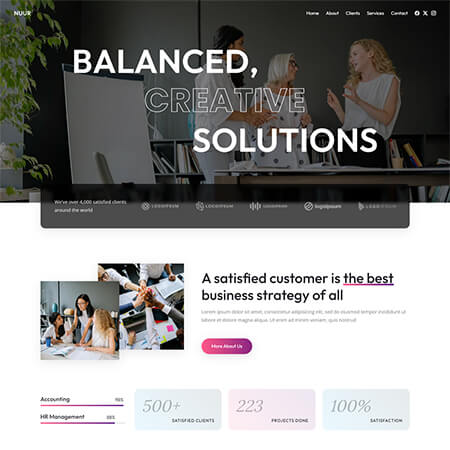 NUUR
Home About Clients Services Contact
BALANCED,
CREATIVE
SOLUTIONS
We've over 4,000 satisfied clients
around the world
LOGOIPSUM LOGOIPSUM LOGOIPSUM logoipsum LOGOIPSUM
A satisfied customer is the best
business strategy of all
Lorem ipsum dolor sit amet, consectetur adipiscing elit, sed do eiusmod tempor incididunt ut
labore et dolore magna aliqua. Ut enim ad minim veniam, quis nostrud
More About Us
Accounting
HR Management
500+
SATISFIED CLIENTS
223
PROJECTS DONE
100%
SATISFACTION